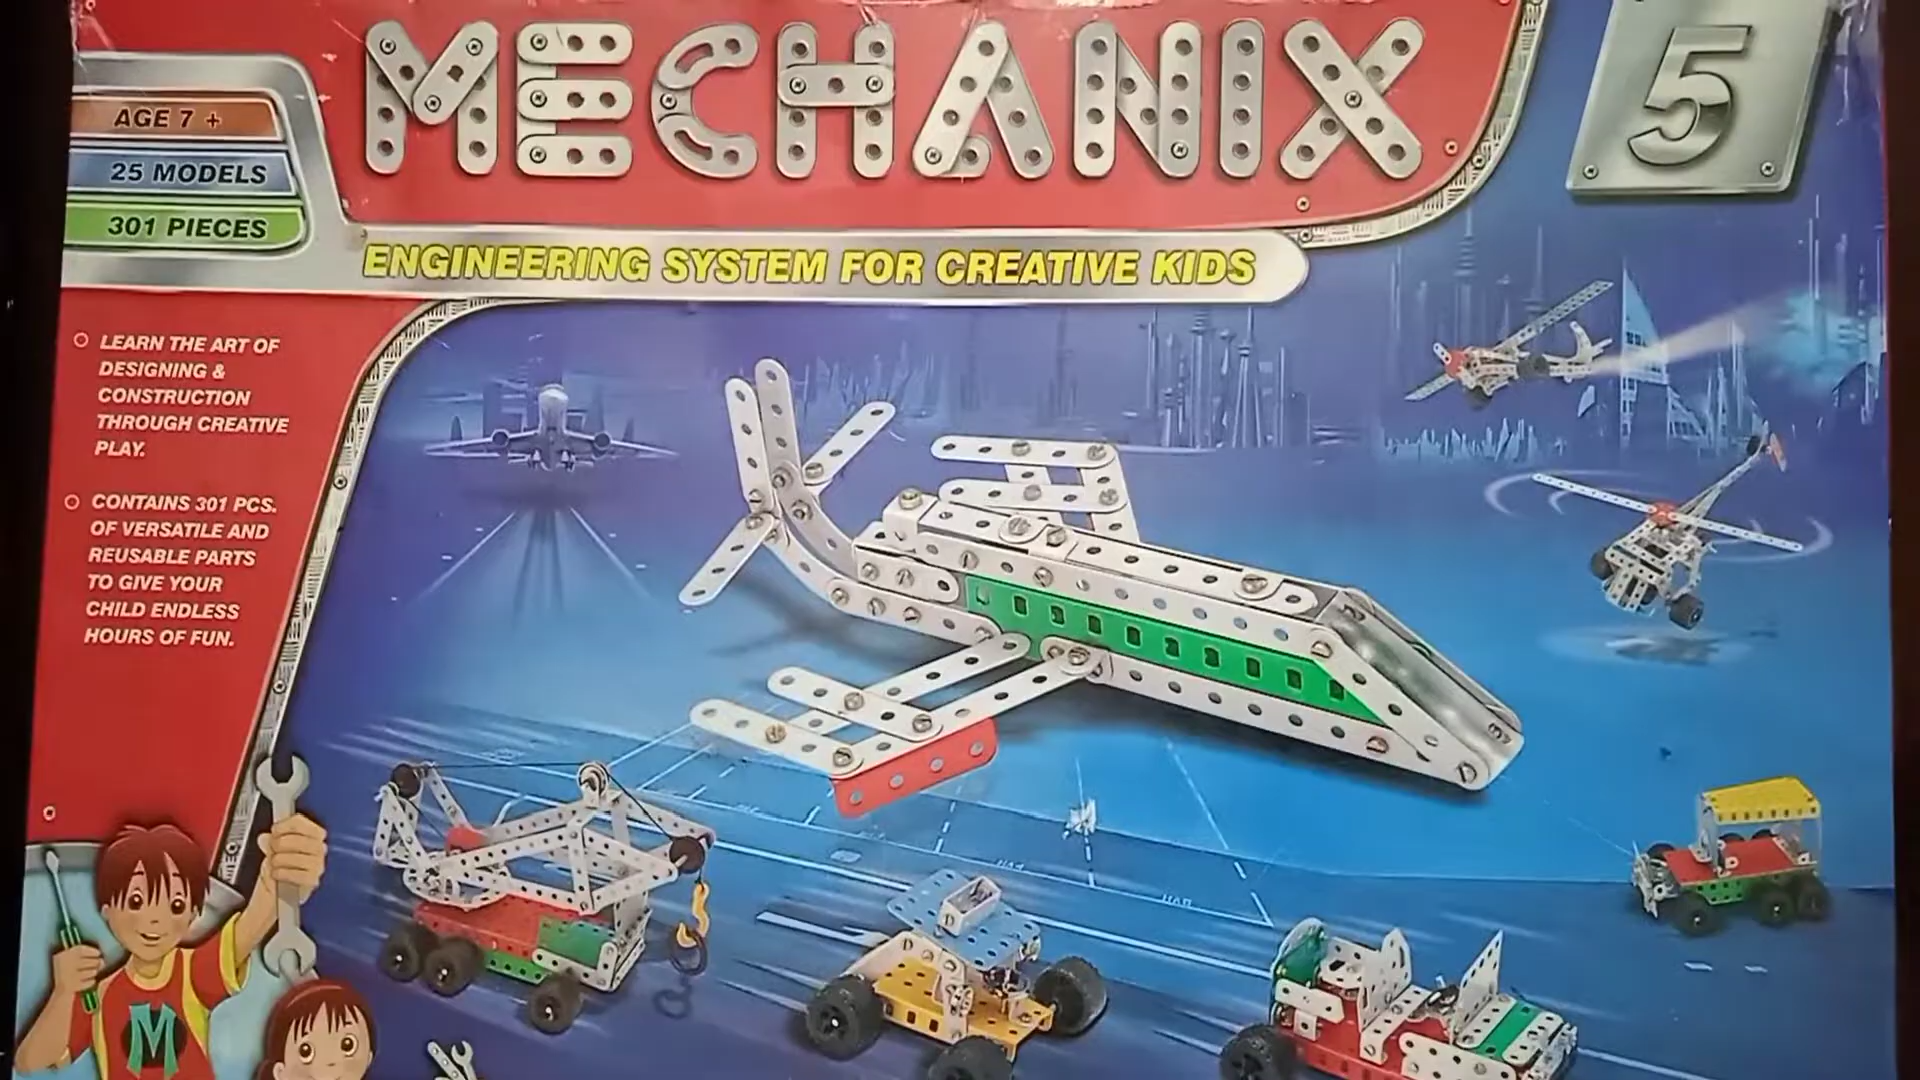 MECHANIX
5
AGE 7 +
25 MODELS
301 PIECES
ENGINEERING SYSTEM FOR CREATIVE KIDS
LEARN THE ART OF
DESIGNING &
CONSTRUCTION
THROUGH CREATIVE
PLAY.
CONTAINS 301 PCS.
OF VERSATILE AND
REUSABLE PARTS
TO GIVE YOUR
CHILD ENDLESS
HOURS OF FUN.
M